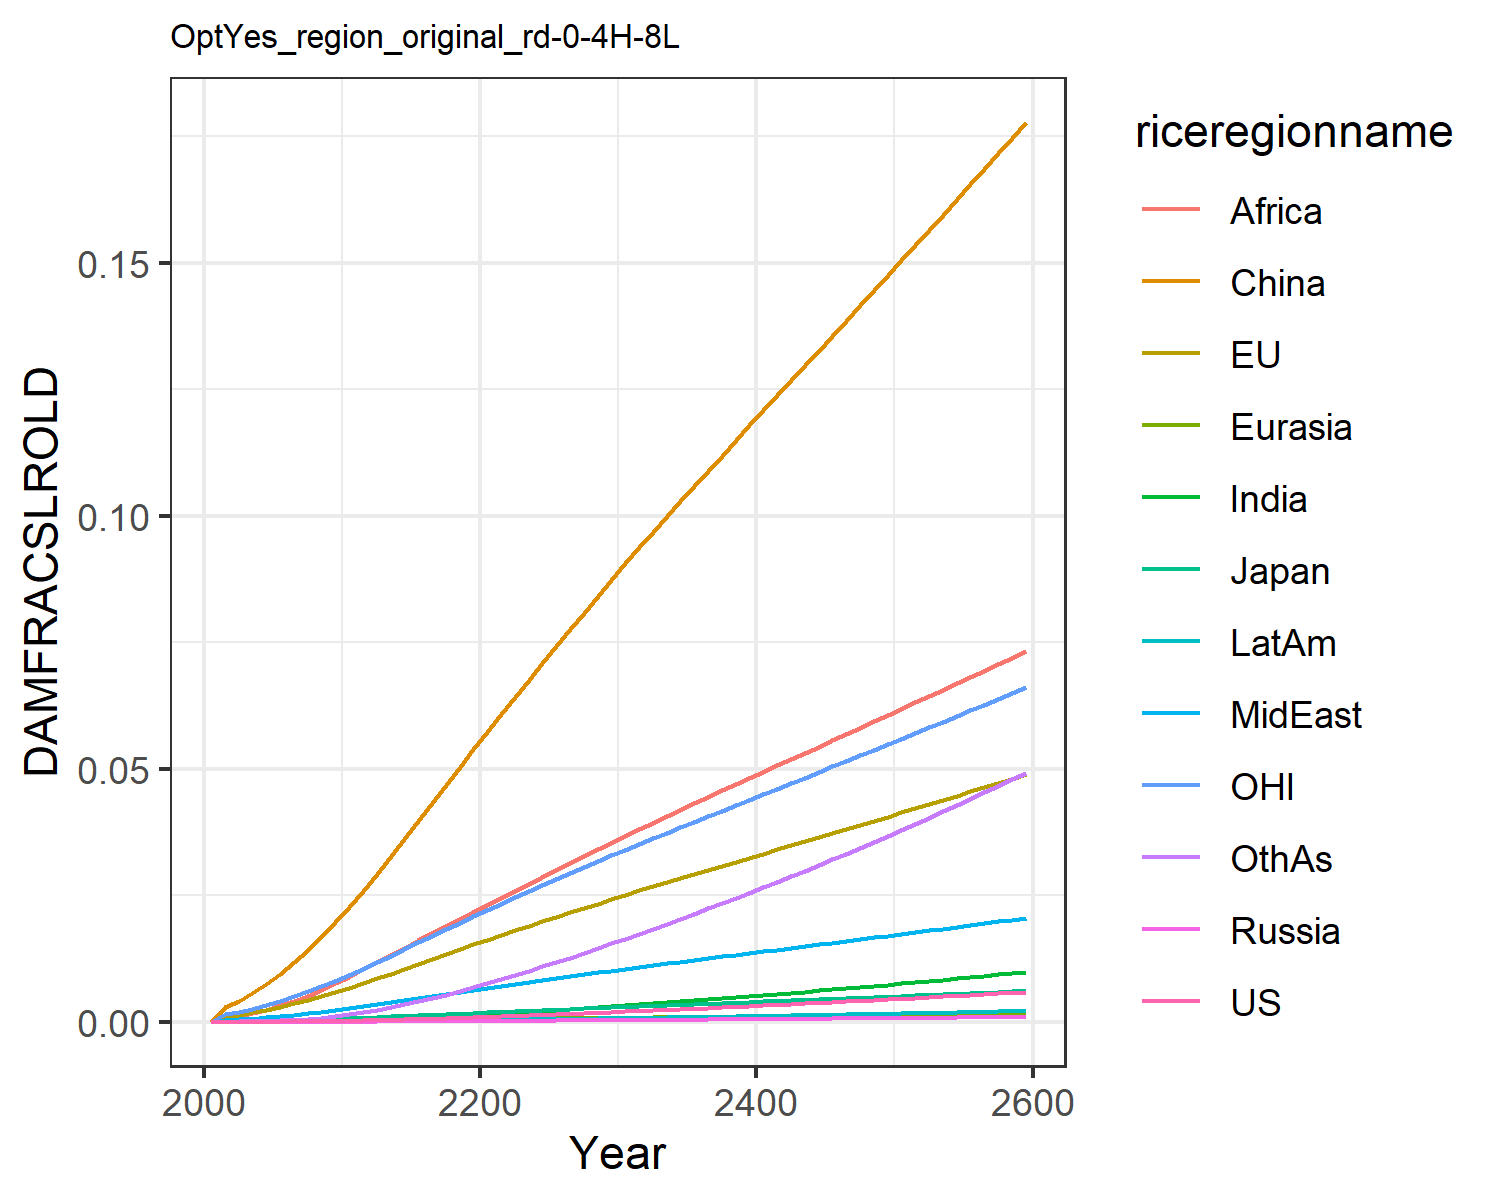 OptYes_region_original_rd-0-4H-8L
DAMFRACSLROLD
0.15
0.10
0.05
0.00
2000 2200 2400 2600
Year
riceregionname
Africa
China
EU
Eurasia
India
Japan
LatAm
MidEast
OHI
OthAs
Russia
US